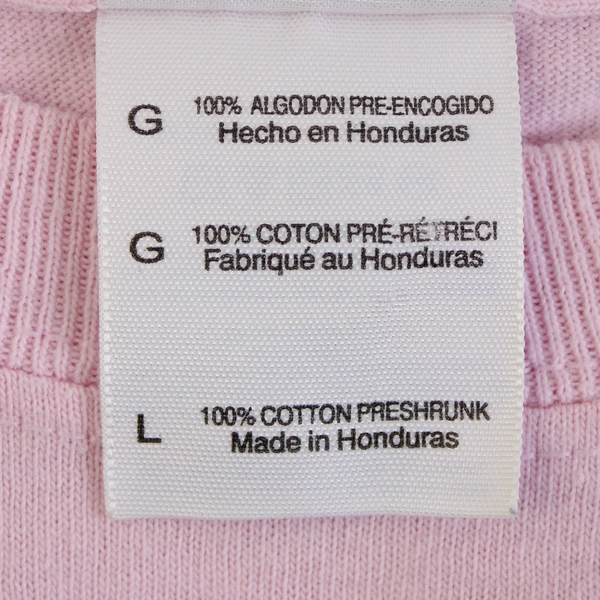 G 100% ALGODON PRE-ENCOGIDO
Hecho en Honduras
G 100% COTON PRÉ-RÉTRÉCI
Fabriqué au Honduras
L 100% COTTON PRESHRUNK
Made in Honduras